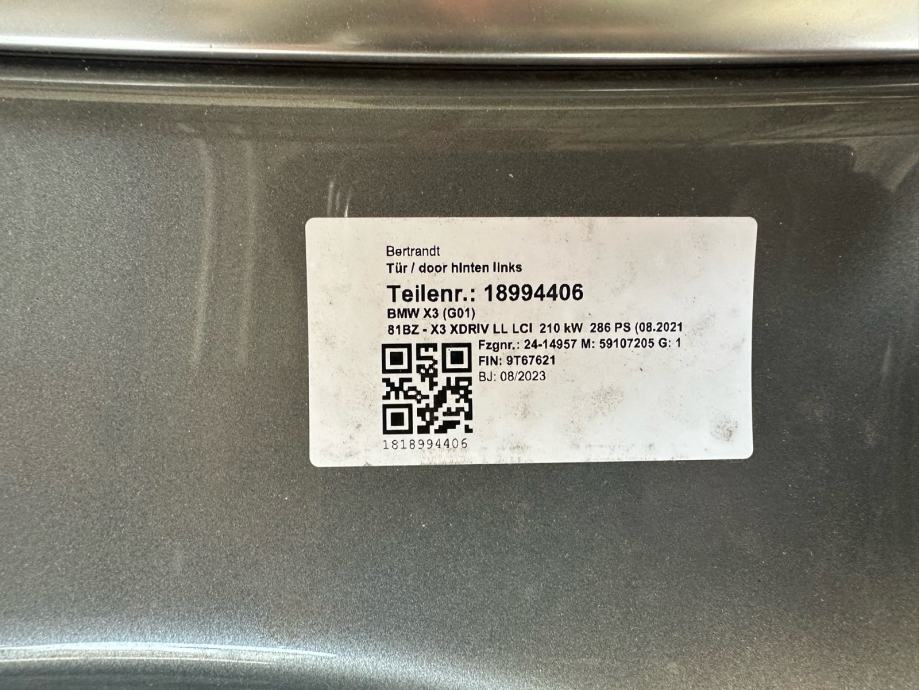 Bertrandt
Tür / door hinten links
Teilenr.: 18994406
BMW X3 (G01)
81BZ - X3 XDRIV LL LCI 210 kW 286 PS (08.2021
Fzgnr.: 24-14957 M: 59107205 G: 1
FIN: 9T67621
BJ: 08/2023
1818994406